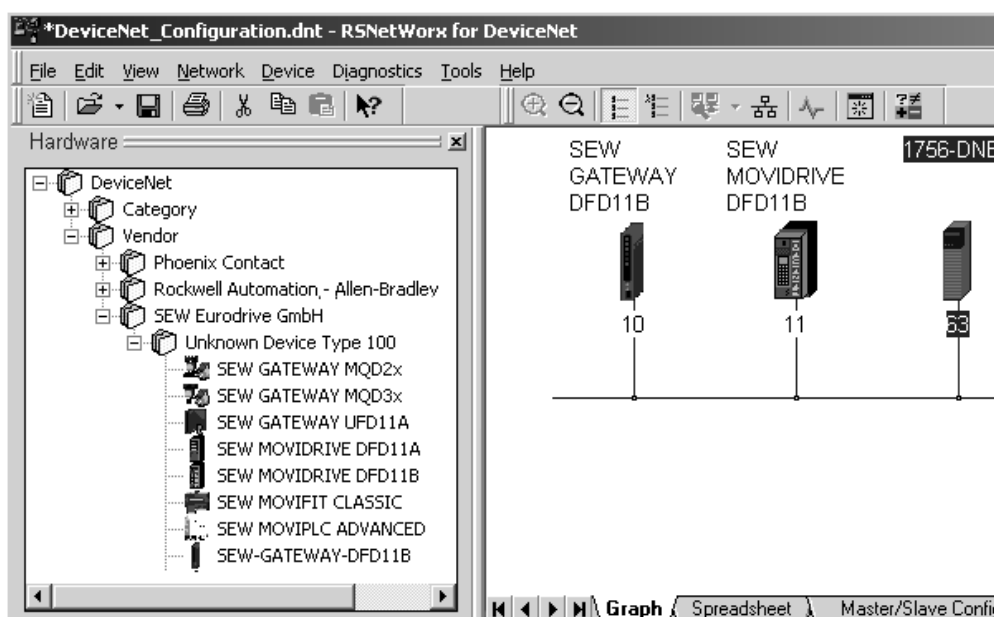 *DeviceNet_Configuration.dnt - RSNetWorx for DeviceNet
File Edit View Network Device Diagnostics Tools Help
Hardware
DeviceNet
Category
Vendor
Phoenix Contact
Rockwell Automation - Allen-Bradley
SEW Eurodrive GmbH
Unknown Device Type 100
SEW GATEWAY MQD2x
SEW GATEWAY MQD3x
SEW GATEWAY UFD11A
SEW MOVIDRIVE DFD11A
SEW MOVIDRIVE DFD11B
SEW MOVIFIT CLASSIC
SEW MOVIPLC ADVANCED
SEW-GATEWAY-DFD11B
SEW
GATEWAY
DFD11B
10
SEW
MOVIDRIVE
DFD11B
11
1756-DNB
63
Graph Spreadsheet Master/Slave Confi